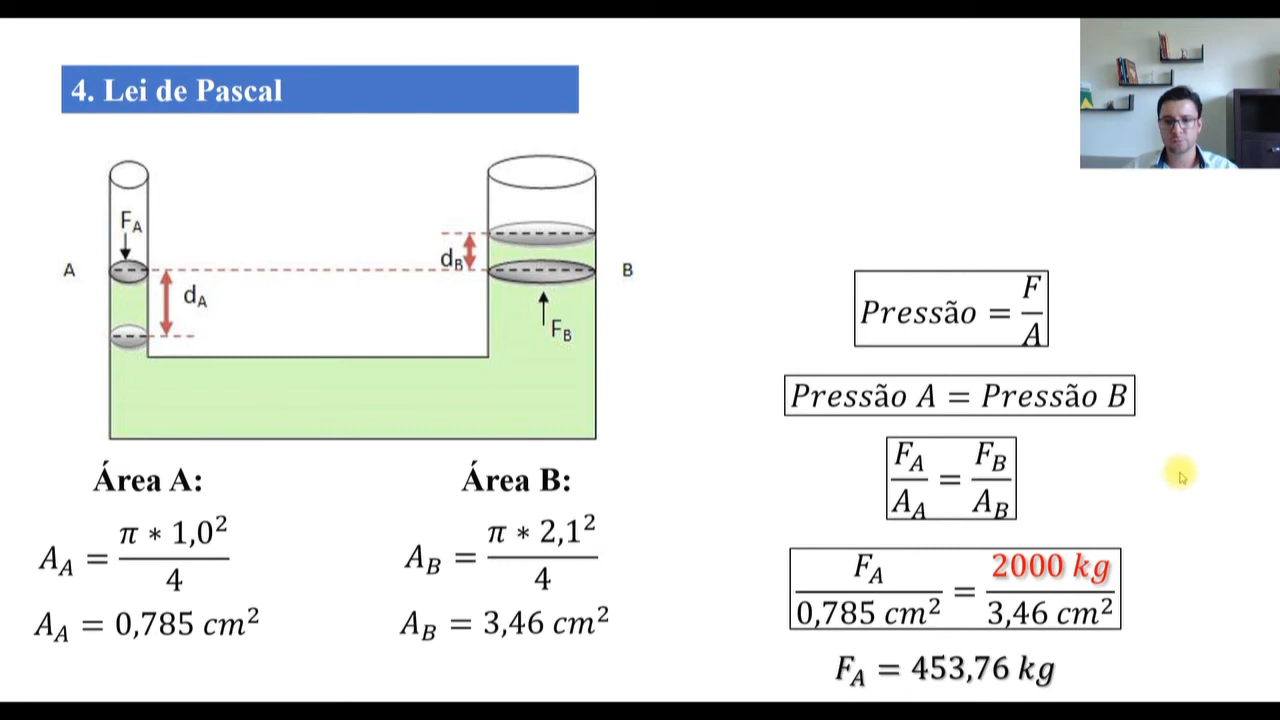 4. Lei de Pascal
F_A
A
d_A
d_B
B
F_B
Área A:
A_A = (π * 1,0²)/4
A_A = 0,785 cm²
Área B:
A_B = (π * 2,1²)/4
A_B = 3,46 cm²
Pressão = F/A
Pressão A = Pressão B
F_A/A_A = F_B/A_B
F_A/0,785 cm² = 2000 kg/3,46 cm²
F_A = 453,76 kg